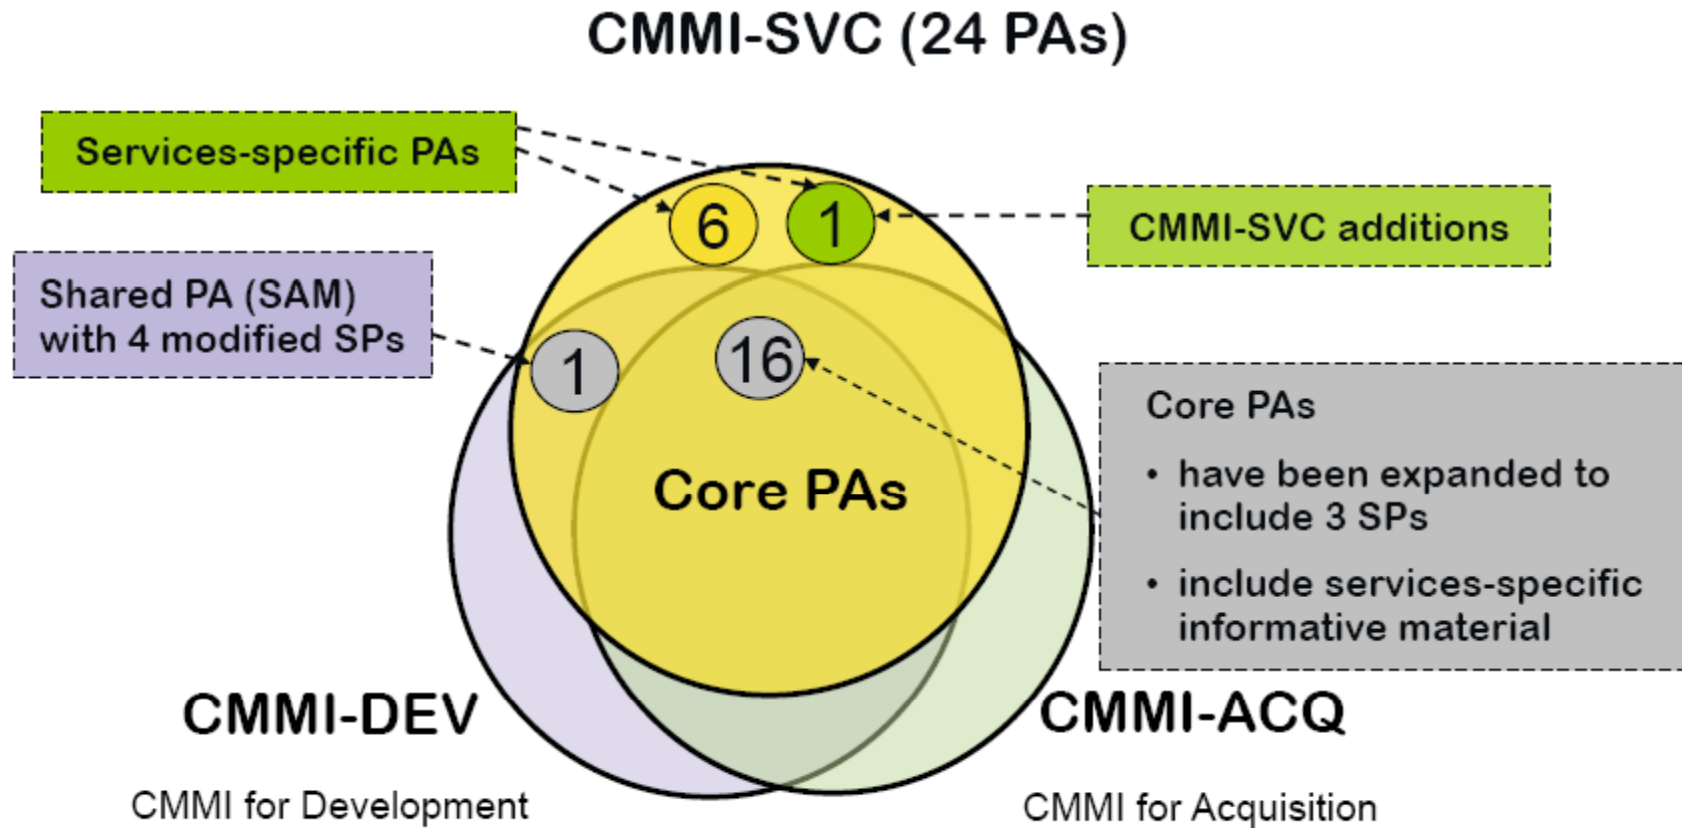 CMMI-SVC (24 PAs)
Services-specific PAs
6
1
CMMI-SVC additions
Shared PA (SAM)
with 4 modified SPs
1
16
Core PAs
Core PAs
• have been expanded to
include 3 SPs
• include services-specific
informative material
CMMI-DEV
CMMI-ACQ
CMMI for Development
CMMI for Acquisition